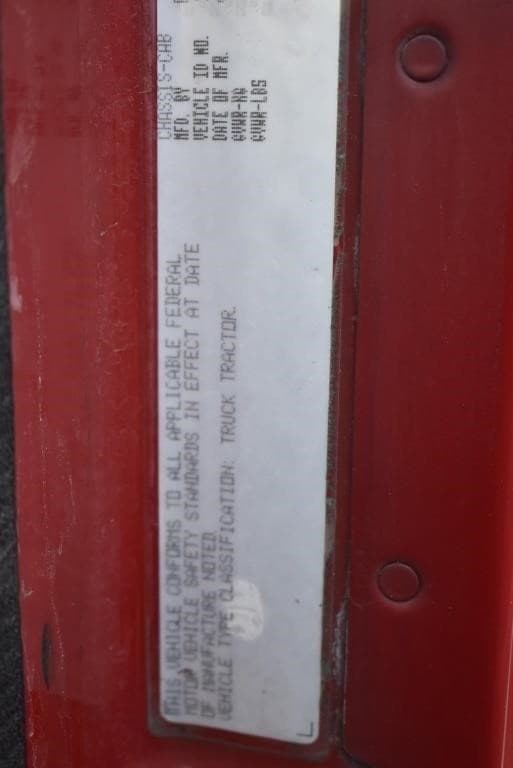 THIS VEHICLE CONFORMS TO ALL APPLICABLE FEDERAL
MOTOR VEHICLE SAFETY STANDARDS IN EFFECT AT DATE
OF MANUFACTURE NOTED.
VEHICLE TYPE CLASSIFICATION: TRUCK TRACTOR.
CHASSIS-CAB
MFD. BY
VEHICLE ID NO.
DATE OF MFR.
GVWR-KG
GVWR-LBS